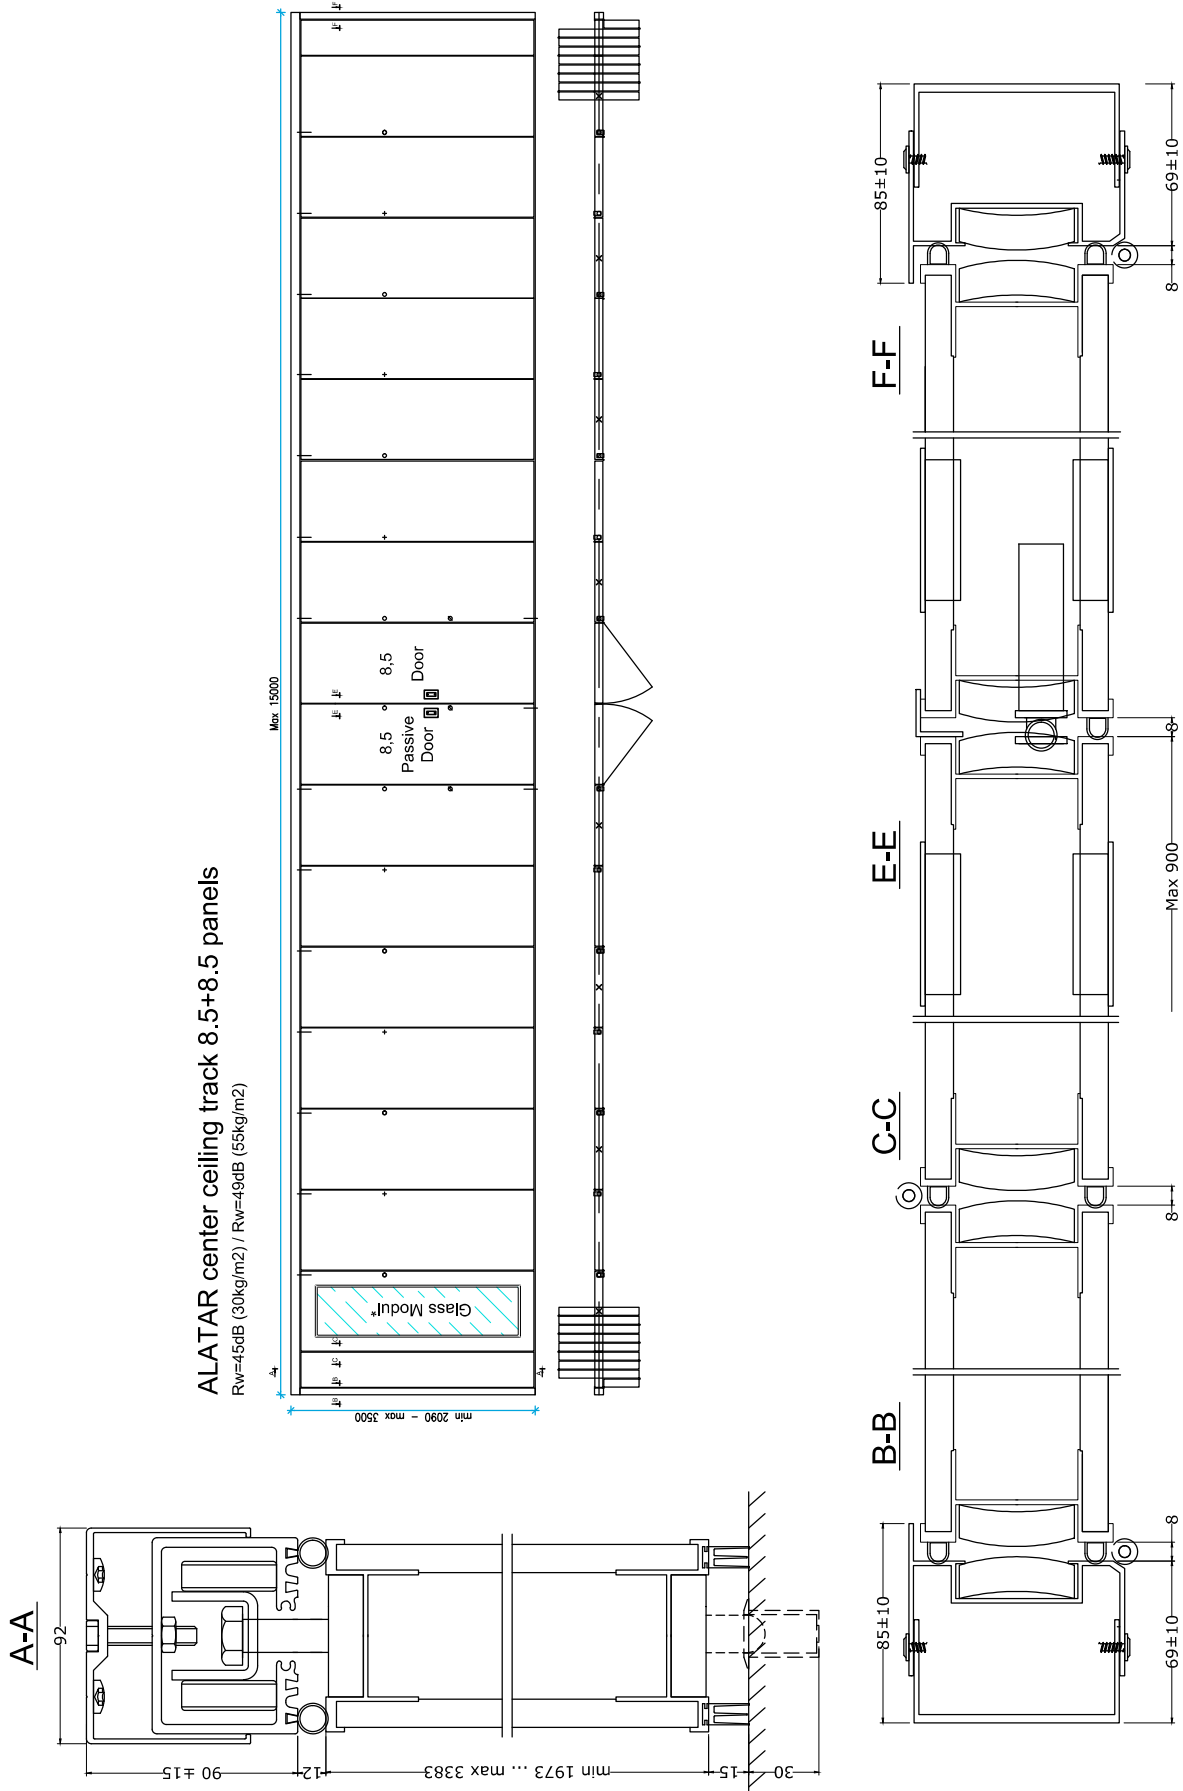 ALATAR center ceiling track 8.5+8.5 panels
Rw=45dB (30kg/m2) / Rw=49dB (55kg/m2)
Max 15000
min 2090 - max 3500
A
A
B
B
C
C
E
E
F
F
Glass Modul*
8,5
Passive
Door
8,5
Door
A-A
92
90 ±15
12
min 1973 ... max 3383
15
30
B-B
C-C
E-E
F-F
85±10
69±10
8
8
Max 900
8
85±10
69±10
8